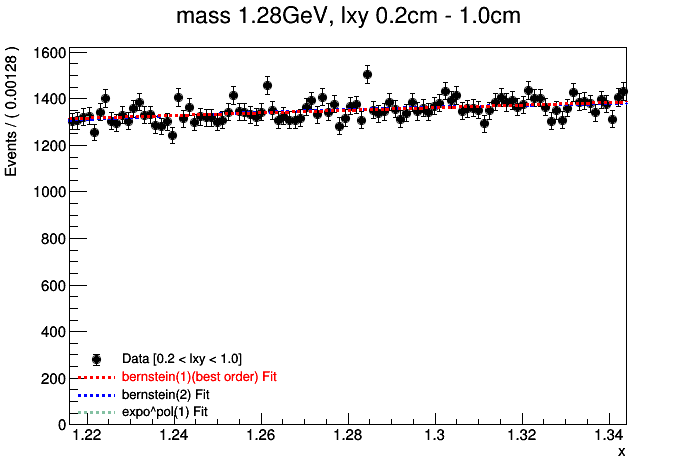 mass 1.28GeV, lxy 0.2cm - 1.0cm
Events / ( 0.00128 )
1600
1400
1200
1000
800
600
400
200
0
Data [0.2 < lxy < 1.0]
bernstein(1)(best order) Fit
bernstein(2) Fit
expo^pol(1) Fit
1.22 1.24 1.26 1.28 1.3 1.32 1.34
x